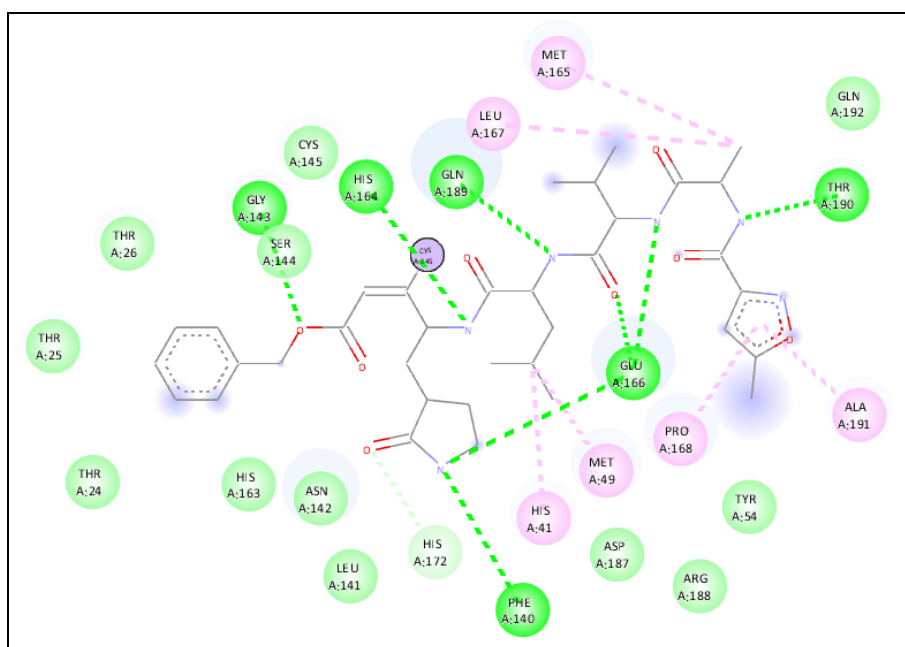 MET
A:165
GLN
A:192
LEU
A:167
CYS
A:145
HIS
A:164
GLN
A:189
THR
A:190
GLY
A:143
SER
A:144
THR
A:26
CYS
A:145
O
O
N
N
O
N
O
N
O
N
O
THR
A:25
O
O
GLU
A:166
ALA
A:191
PRO
A:168
O
N
MET
A:49
THR
A:24
HIS
A:163
ASN
A:142
TYR
A:54
HIS
A:41
HIS
A:172
ASP
A:187
LEU
A:141
ARG
A:188
PHE
A:140